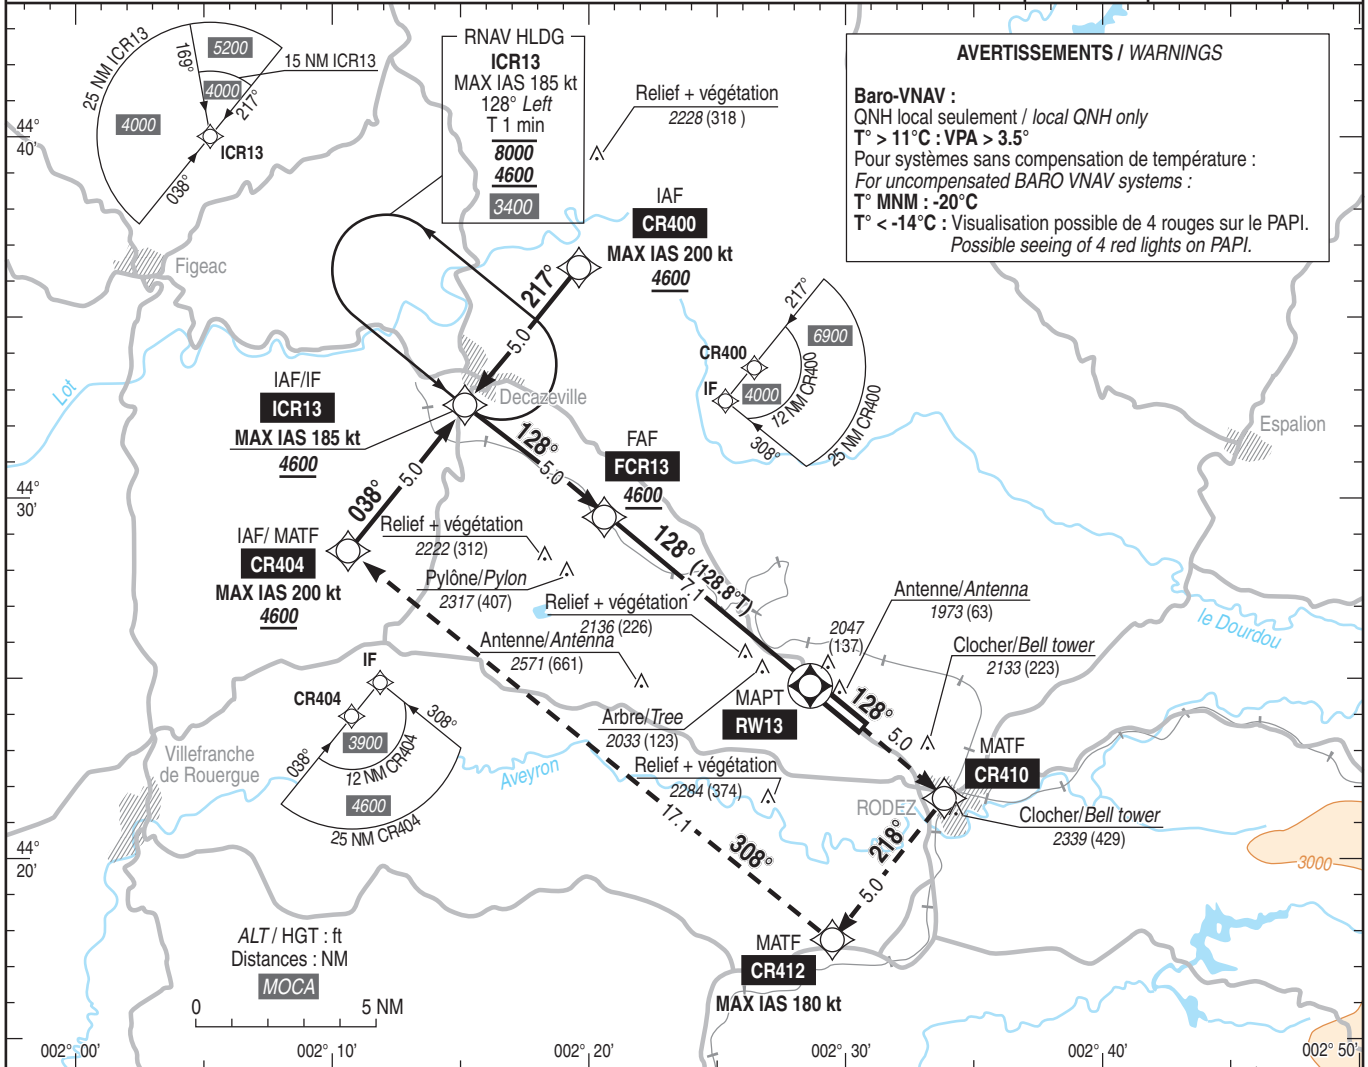 25 NM ICR13
169°
5200
15 NM ICR13
4000
217°
4000
ICR13
038°
RNAV HLDG
ICR13
MAX IAS 185 kt
128° Left
T 1 min
8000
4600
3400
Relief + végétation
2228 (318 )
AVERTISSEMENTS / WARNINGS
Baro-VNAV :
QNH local seulement / local QNH only
T° > 11°C : VPA > 3.5°
Pour systèmes sans compensation de température :
For uncompensated BARO VNAV systems :
T° MNM : -20°C
T° < -14°C : Visualisation possible de 4 rouges sur le PAPI.
Possible seeing of 4 red lights on PAPI.
44°
40'
IAF
CR400
MAX IAS 200 kt
4600
Figeac
217°
5.0
217°
6900
CR400
IF
4000
12 NM CR400
25 NM CR400
308°
Lot
IAF/IF
ICR13
MAX IAS 185 kt
4600
Decazeville
Espalion
128°
5.0
FAF
FCR13
4600
44°
30'
038°
5.0
IAF/ MATF
CR404
MAX IAS 200 kt
4600
Relief + végétation
2222 (312)
Pylône/Pylon
2317 (407)
128° (128.8°T)
7.1
Relief + végétation
2136 (226)
Antenne/Antenna
2571 (661)
Antenne/Antenna
1973 (63)
2047
(137)
Clocher/Bell tower
2133 (223)
le Dourdou
IF
CR404
308°
3900
038°
12 NM CR404
4600
25 NM CR404
MAPT
RW13
Arbre/Tree
2033 (123)
128°
5.0
Relief + végétation
2284 (374)
MATF
CR410
Villefranche
de Rouergue
Aveyron
RODEZ
Clocher/Bell tower
2339 (429)
17.1
308°
218°
5.0
44°
20'
3000
ALT / HGT : ft
Distances : NM
MOCA
0
5 NM
MATF
CR412
MAX IAS 180 kt
002° 00'
002° 10'
002° 20'
002° 30'
002° 40'
002° 50'